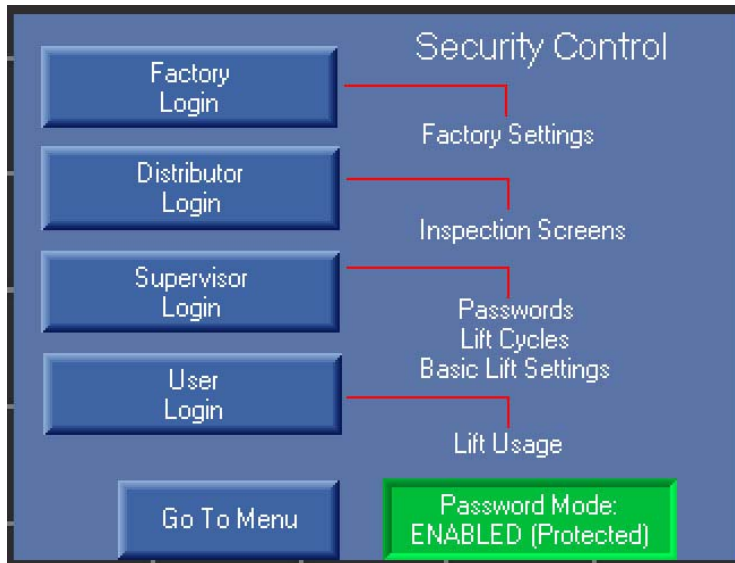 Security Control
Factory
Login
Factory Settings
Distributor
Login
Inspection Screens
Supervisor
Login
Passwords
Lift Cycles
Basic Lift Settings
User
Login
Lift Usage
Go To Menu
Password Mode:
ENABLED (Protected)